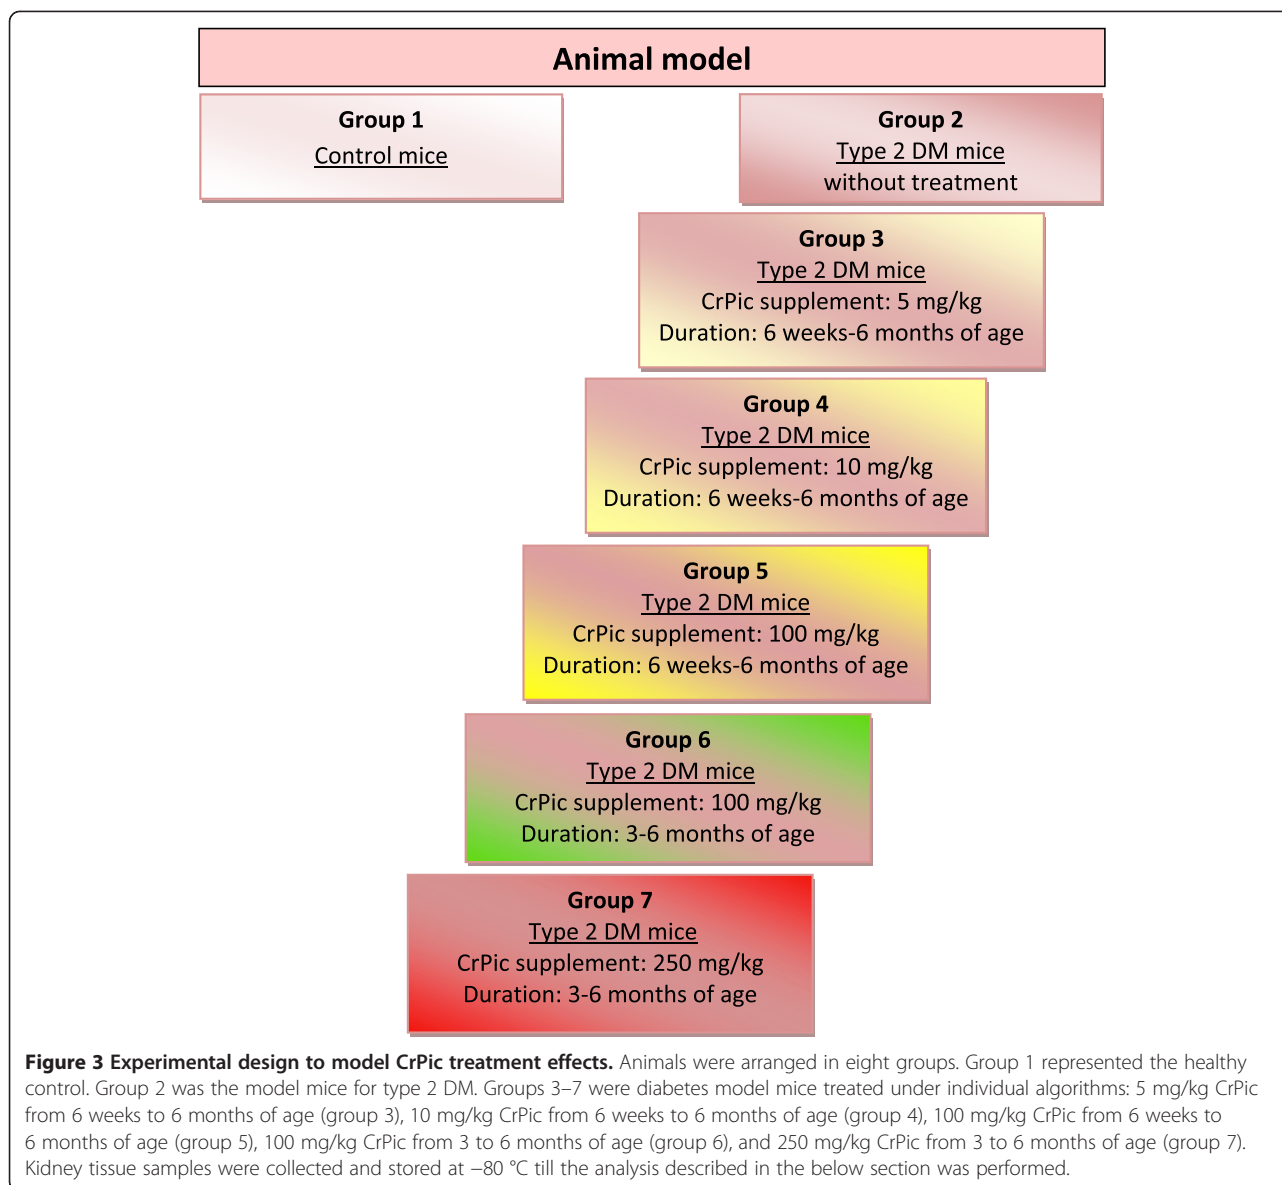 Animal model
Group 1
Control mice
Group 2
Type 2 DM mice
without treatment
Group 3
Type 2 DM mice
CrPic supplement: 5 mg/kg
Duration: 6 weeks-6 months of age
Group 4
Type 2 DM mice
CrPic supplement: 10 mg/kg
Duration: 6 weeks-6 months of age
Group 5
Type 2 DM mice
CrPic supplement: 100 mg/kg
Duration: 6 weeks-6 months of age
Group 6
Type 2 DM mice
CrPic supplement: 100 mg/kg
Duration: 3-6 months of age
Group 7
Type 2 DM mice
CrPic supplement: 250 mg/kg
Duration: 3-6 months of age
Figure 3 Experimental design to model CrPic treatment effects. Animals were arranged in eight groups. Group 1 represented the healthy
control. Group 2 was the model mice for type 2 DM. Groups 3–7 were diabetes model mice treated under individual algorithms: 5 mg/kg CrPic
from 6 weeks to 6 months of age (group 3), 10 mg/kg CrPic from 6 weeks to 6 months of age (group 4), 100 mg/kg CrPic from 6 weeks to
6 months of age (group 5), 100 mg/kg CrPic from 3 to 6 months of age (group 6), and 250 mg/kg CrPic from 3 to 6 months of age (group 7).
Kidney tissue samples were collected and stored at −80 °C till the analysis described in the below section was performed.